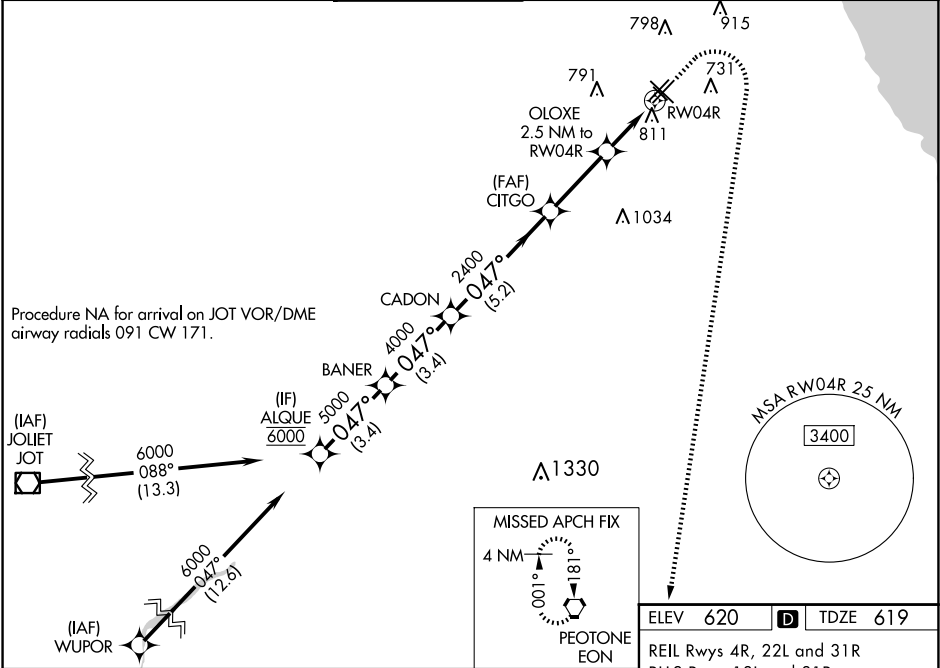 798
915
791
731
OLOXE
2.5 NM to
RW04R
RW04R
811
(FAF)
CITGO
1034
2400
047°
(5.2)
CADON
Procedure NA for arrival on JOT VOR/DME
airway radials 091 CW 171.
4000
047°
(3.4)
BANER
(IF)
ALQUE
6000
5000
047°
(3.4)
(IAF)
JOLIET
JOT
6000
088°
(13.3)
MSA RW04R 25 NM
3400
1330
6000
047°
(12.6)
(IAF)
WUPOR
MISSED APCH FIX
4 NM
001°
181°
PEOTONE
EON
ELEV 620 D TDZE 619
REIL Rwys 4R, 22L and 31R